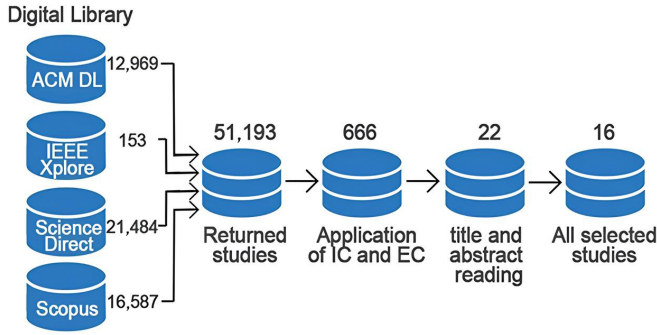 Digital Library
ACM DL
12,969
IEEE
Xplore
153
Science
Direct
21,484
Scopus
16,587
51,193
Returned
studies
666
Application
of IC and EC
22
title and
abstract
reading
16
All selected
studies